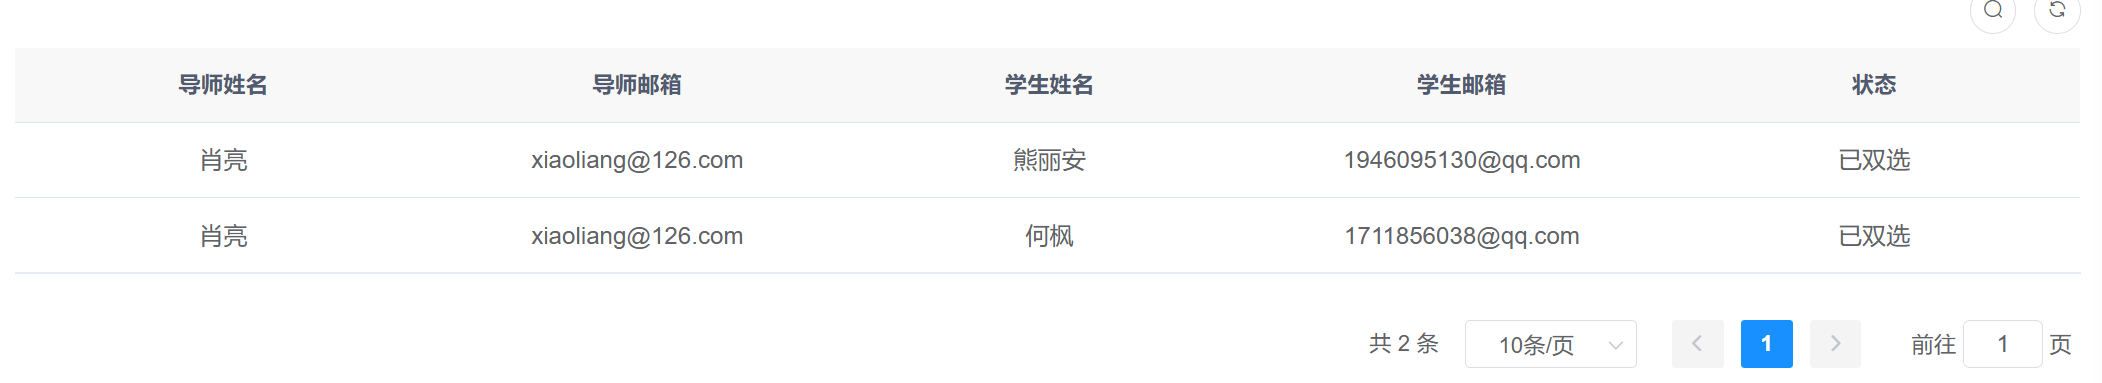 导师姓名 导师邮箱 学生姓名 学生邮箱 状态
肖亮 xiaoliang@126.com 熊丽安 1946095130@qq.com 已双选
肖亮 xiaoliang@126.com 何枫 1711856038@qq.com 已双选
共 2 条 10条/页 1 前往 1 页